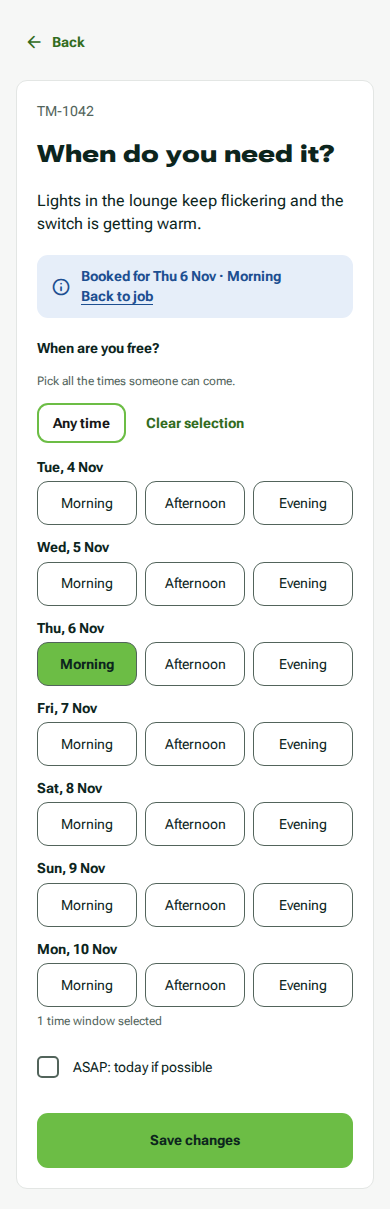 Back
TM-1042
When do you need it?
Lights in the lounge keep flickering and the
switch is getting warm.
Booked for Thu 6 Nov · Morning
Back to job
When are you free?
Pick all the times someone can come.
Any time Clear selection
Tue, 4 Nov
Morning Afternoon Evening
Wed, 5 Nov
Morning Afternoon Evening
Thu, 6 Nov
Morning Afternoon Evening
Fri, 7 Nov
Morning Afternoon Evening
Sat, 8 Nov
Morning Afternoon Evening
Sun, 9 Nov
Morning Afternoon Evening
Mon, 10 Nov
Morning Afternoon Evening
1 time window selected
ASAP: today if possible
Save changes